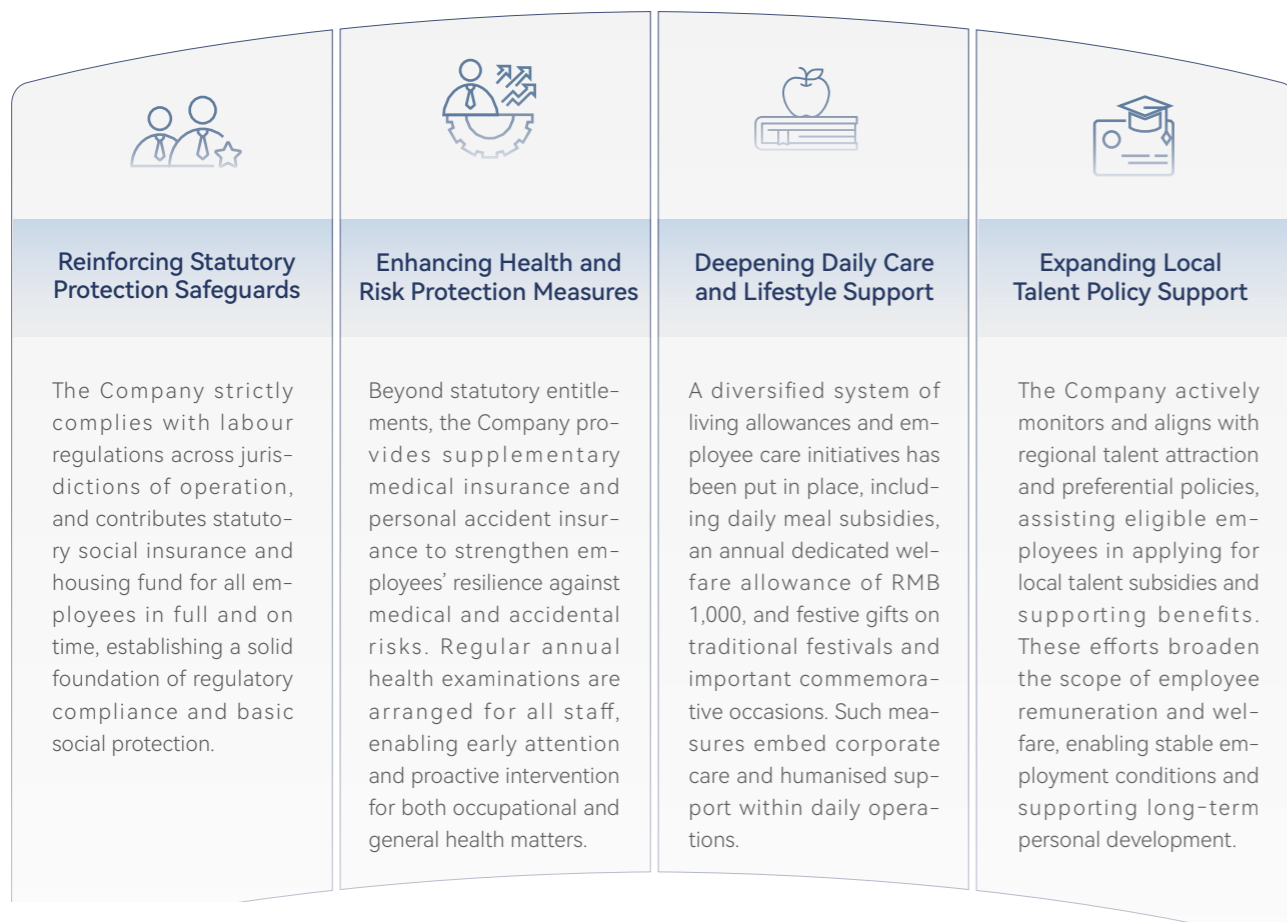 Reinforcing Statutory
Protection Safeguards
The Company strictly
complies with labour
regulations across juris-
dictions of operation,
and contributes statuto-
ry social insurance and
housing fund for all em-
ployees in full and on
time, establishing a solid
foundation of regulatory
compliance and basic
social protection.
Enhancing Health and
Risk Protection Measures
Beyond statutory entitle-
ments, the Company pro-
vides supplementary
medical insurance and
personal accident insur-
ance to strengthen em-
ployees’ resilience against
medical and accidental
risks. Regular annual
health examinations are
arranged for all staff,
enabling early attention
and proactive intervention
for both occupational and
general health matters.
Deepening Daily Care
and Lifestyle Support
A diversified system of
living allowances and em-
ployee care initiatives has
been put in place, includ-
ing daily meal subsidies,
an annual dedicated wel-
fare allowance of RMB
1,000, and festive gifts on
traditional festivals and
important commemora-
tive occasions. Such mea-
sures embed corporate
care and humanised sup-
port within daily opera-
tions.
Expanding Local
Talent Policy Support
The Company actively
monitors and aligns with
regional talent attraction
and preferential policies,
assisting eligible em-
ployees in applying for
local talent subsidies and
supporting benefits.
These efforts broaden
the scope of employee
remuneration and wel-
fare, enabling stable em-
ployment conditions and
supporting long-term
personal development.